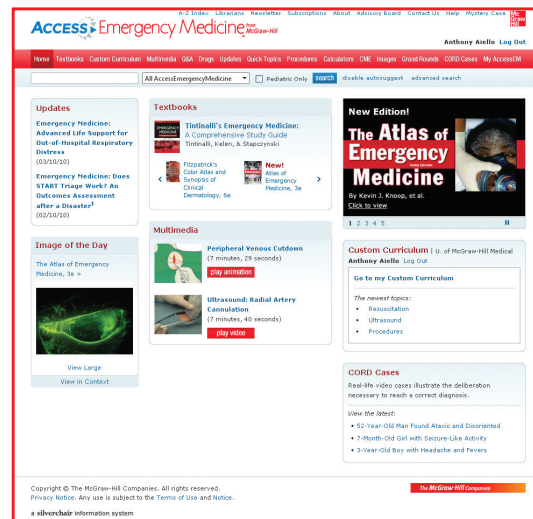 A-Z Index Librarians Newsletter Subscriptions About Advisory Board Contact Us Help Mystery Case
Mc
Graw
Hill
ACCESS Emergency Medicine from McGraw-Hill
Anthony Aiello Log Out
Home Textbooks Custom Curriculum Multimedia Q&A Drugs Updates Quick Topics Procedures Calculators CME Images Grand Rounds CORD Cases My AccessEM
All AccessEmergencyMedicine Pediatric Only search disable autosuggest advanced search
Updates
Emergency Medicine:
Advanced Life Support for
Out-of-Hospital Respiratory
Distress
(03/10/10)
Emergency Medicine: Does
START Triage Work? An
Outcomes Assessment
after a Disaster¹
(02/10/10)
Image of the Day
The Atlas of Emergency
Medicine, 3e >
View Large
View in Context
Textbooks
EMERGENCY
MEDICINE
Tintinalli's Emergency Medicine:
A Comprehensive Study Guide
Tintinalli, Kelen, & Stapczynski
Fitzpatrick's
Color Atlas and
Synopsis of
Clinical
Dermatology, 6e
New!
Atlas of
Emergency
Medicine, 3e
Multimedia
Peripheral Venous Cutdown
(7 minutes, 29 seconds)
play animation
Ultrasound: Radial Artery
Cannulation
(7 minutes, 40 seconds)
play video
New Edition!
The Atlas of
THIRD EDITION
Emergency
Medicine
By Kevin J. Knoop, et al.
Click to view
1 2 3 4 5
Custom Curriculum | U. of McGraw-Hill Medical
Anthony Aiello Log Out
Go to my Custom Curriculum
The newest topics:
• Resuscitation
• Ultrasound
• Procedures
CORD Cases
Real-life video cases illustrate the deliberation
necessary to reach a correct diagnosis.
View the latest:
• 52-Year-Old Man Found Ataxic and Disoriented
• 7-Month-Old Girl with Seizure-Like Activity
• 3-Year-Old Boy with Headache and Fevers
Copyright © The McGraw-Hill Companies. All rights reserved.
Privacy Notice. Any use is subject to the Terms of Use and Notice.
The McGraw-Hill Companies
a silverchair information system